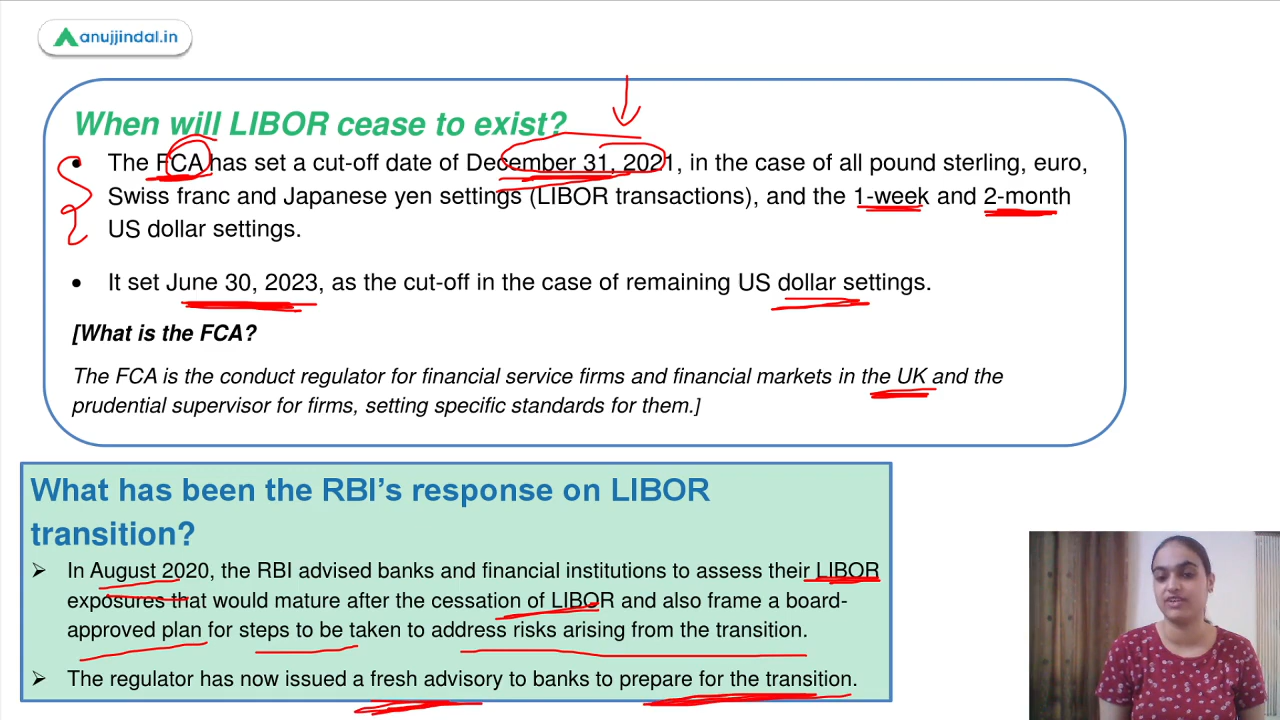 anujjindal.in
When will LIBOR cease to exist?
• The FCA has set a cut-off date of December 31, 2021, in the case of all pound sterling, euro,
Swiss franc and Japanese yen settings (LIBOR transactions), and the 1-week and 2-month
US dollar settings.
• It set June 30, 2023, as the cut-off in the case of remaining US dollar settings.
[What is the FCA?
The FCA is the conduct regulator for financial service firms and financial markets in the UK and the
prudential supervisor for firms, setting specific standards for them.]
What has been the RBI’s response on LIBOR
transition?
➢ In August 2020, the RBI advised banks and financial institutions to assess their LIBOR
exposures that would mature after the cessation of LIBOR and also frame a board-
approved plan for steps to be taken to address risks arising from the transition.
➢ The regulator has now issued a fresh advisory to banks to prepare for the transition.